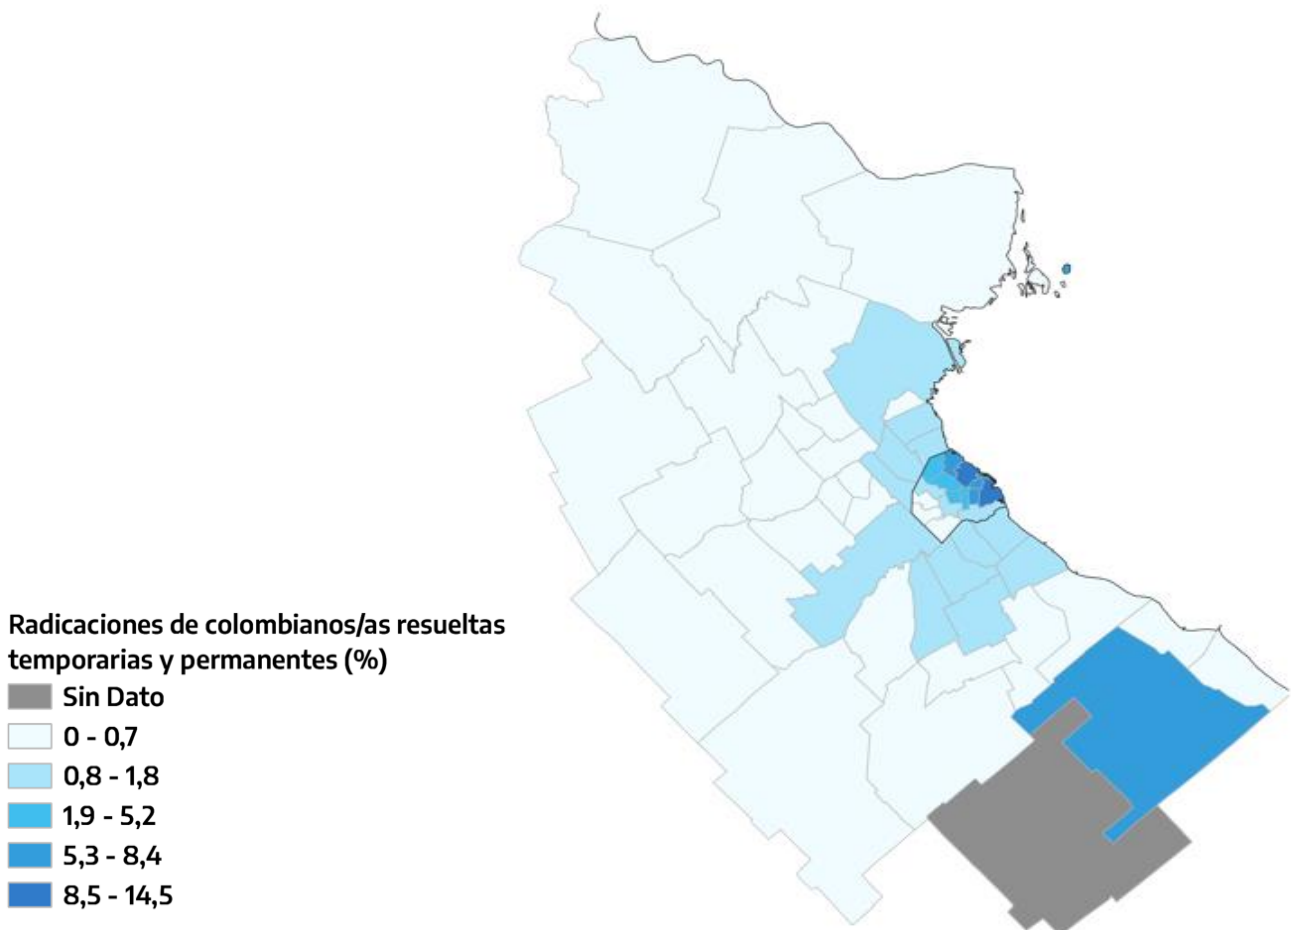 Radicaciones de colombianos/as resueltas
temporarias y permanentes (%)
Sin Dato
0 - 0,7
0,8 - 1,8
1,9 - 5,2
5,3 - 8,4
8,5 - 14,5